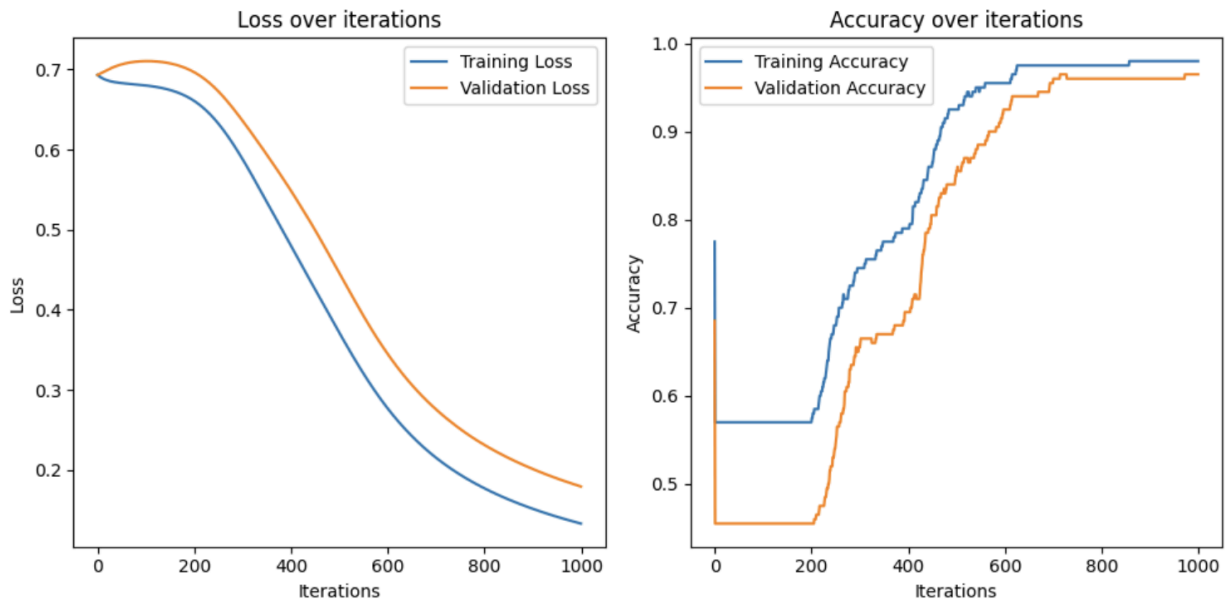 Loss over iterations
Training Loss
Validation Loss
0.7
0.6
0.5
0.4
0.3
0.2
Loss
0
200
400
600
800
1000
Iterations
Accuracy over iterations
Training Accuracy
Validation Accuracy
1.0
0.9
0.8
0.7
0.6
0.5
Accuracy
0
200
400
600
800
1000
Iterations